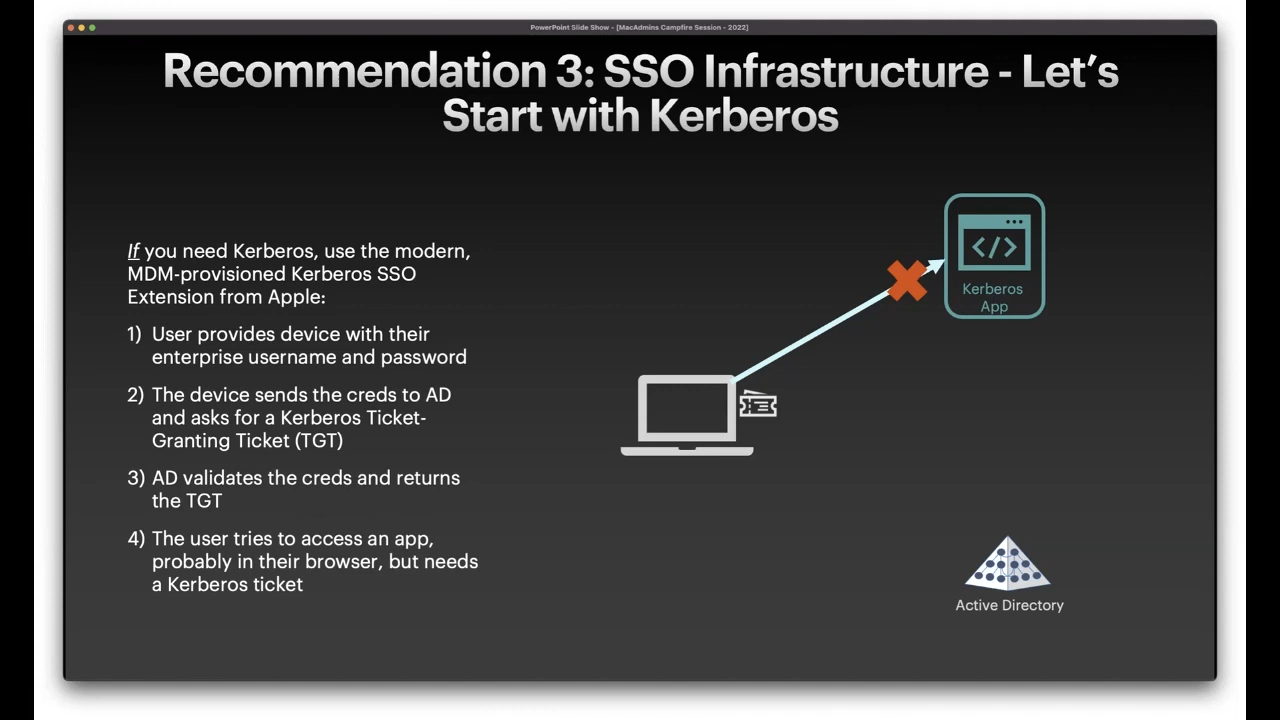 PowerPoint Slide Show - [MacAdmins Campfire Session - 2022]
Recommendation 3: SSO Infrastructure - Let’s
Start with Kerberos
If you need Kerberos, use the modern,
MDM-provisioned Kerberos SSO
Extension from Apple:
1) User provides device with their
enterprise username and password
2) The device sends the creds to AD
and asks for a Kerberos Ticket-
Granting Ticket (TGT)
3) AD validates the creds and returns
the TGT
4) The user tries to access an app,
probably in their browser, but needs
a Kerberos ticket
Kerberos
App
Active Directory